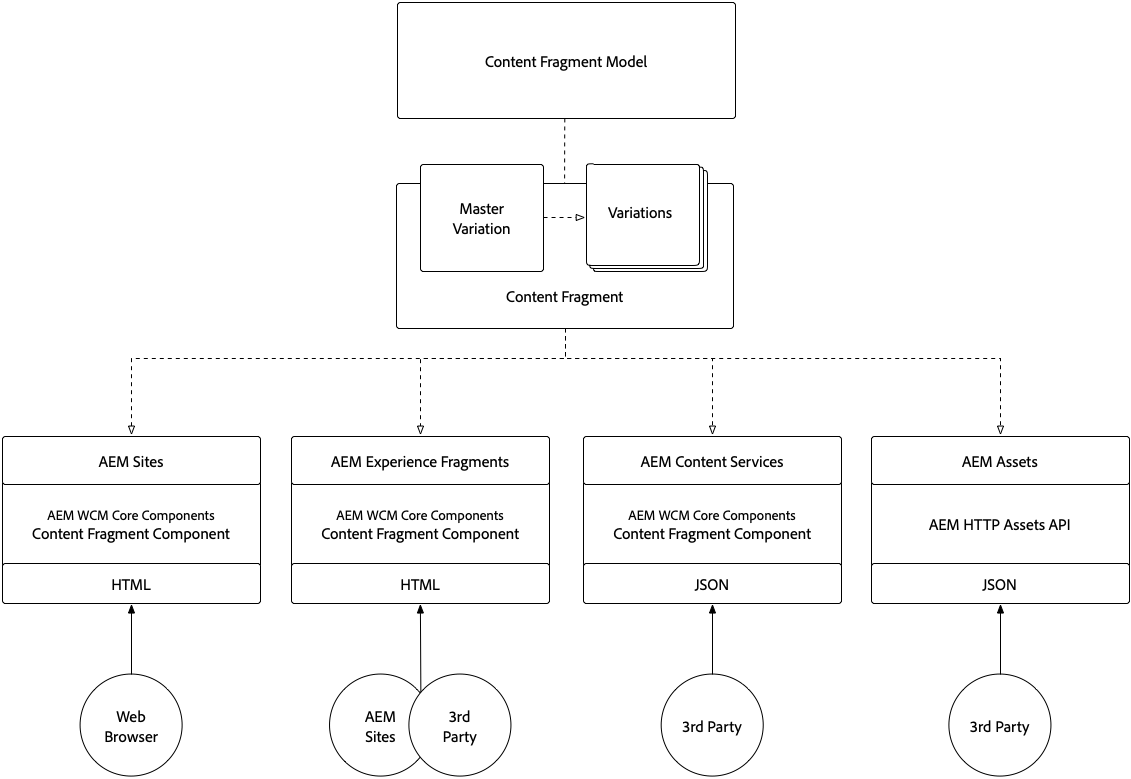 Content Fragment Model
Master
Variation
Variations
Content Fragment
AEM Sites
AEM WCM Core Components
Content Fragment Component
HTML
AEM Experience Fragments
AEM WCM Core Components
Content Fragment Component
HTML
AEM Content Services
AEM WCM Core Components
Content Fragment Component
JSON
AEM Assets
AEM HTTP Assets API
JSON
Web
Browser
AEM
Sites
3rd
Party
3rd Party
3rd Party